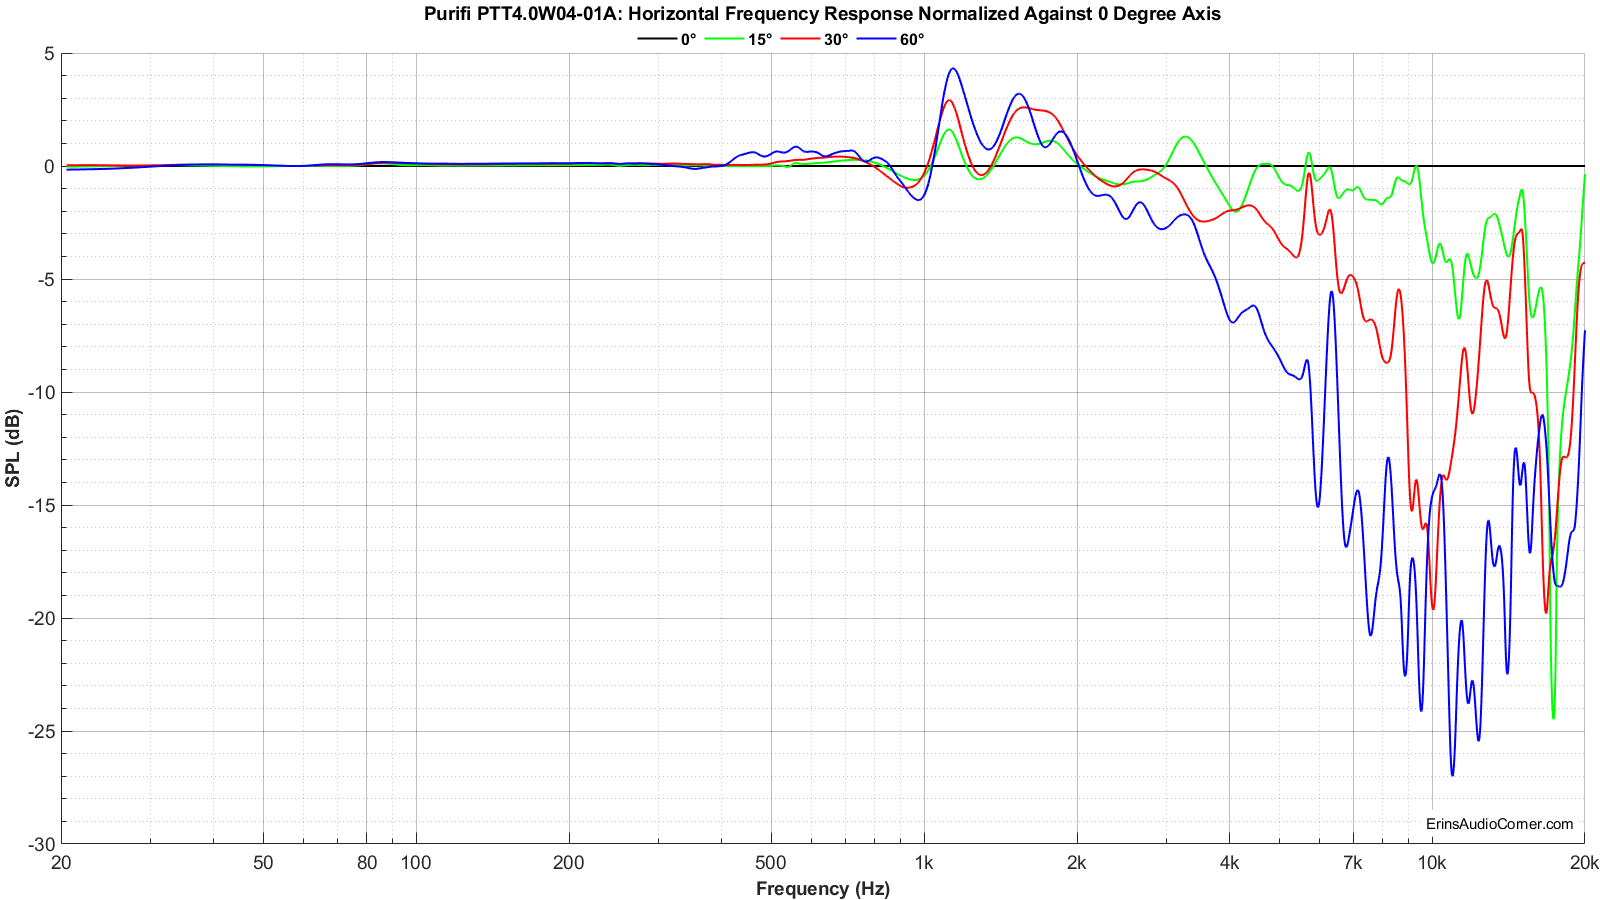 Purifi PTT4.0W04-01A: Horizontal Frequency Response Normalized Against 0 Degree Axis
0° 15° 30° 60°
5
0
-5
-10
-15
-20
-25
-30
SPL (dB)
20 50 80 100 200 500 1k 2k 4k 7k 10k 20k
Frequency (Hz)
ErinsAudioCorner.com